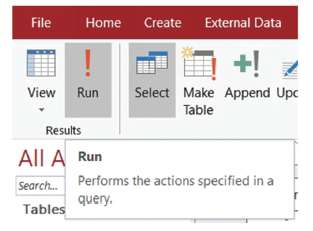 File Home Create External Data
View Run Select Make Table Append
Results
All A
Run
Search...
Performs the actions specified in a
query.
Tables